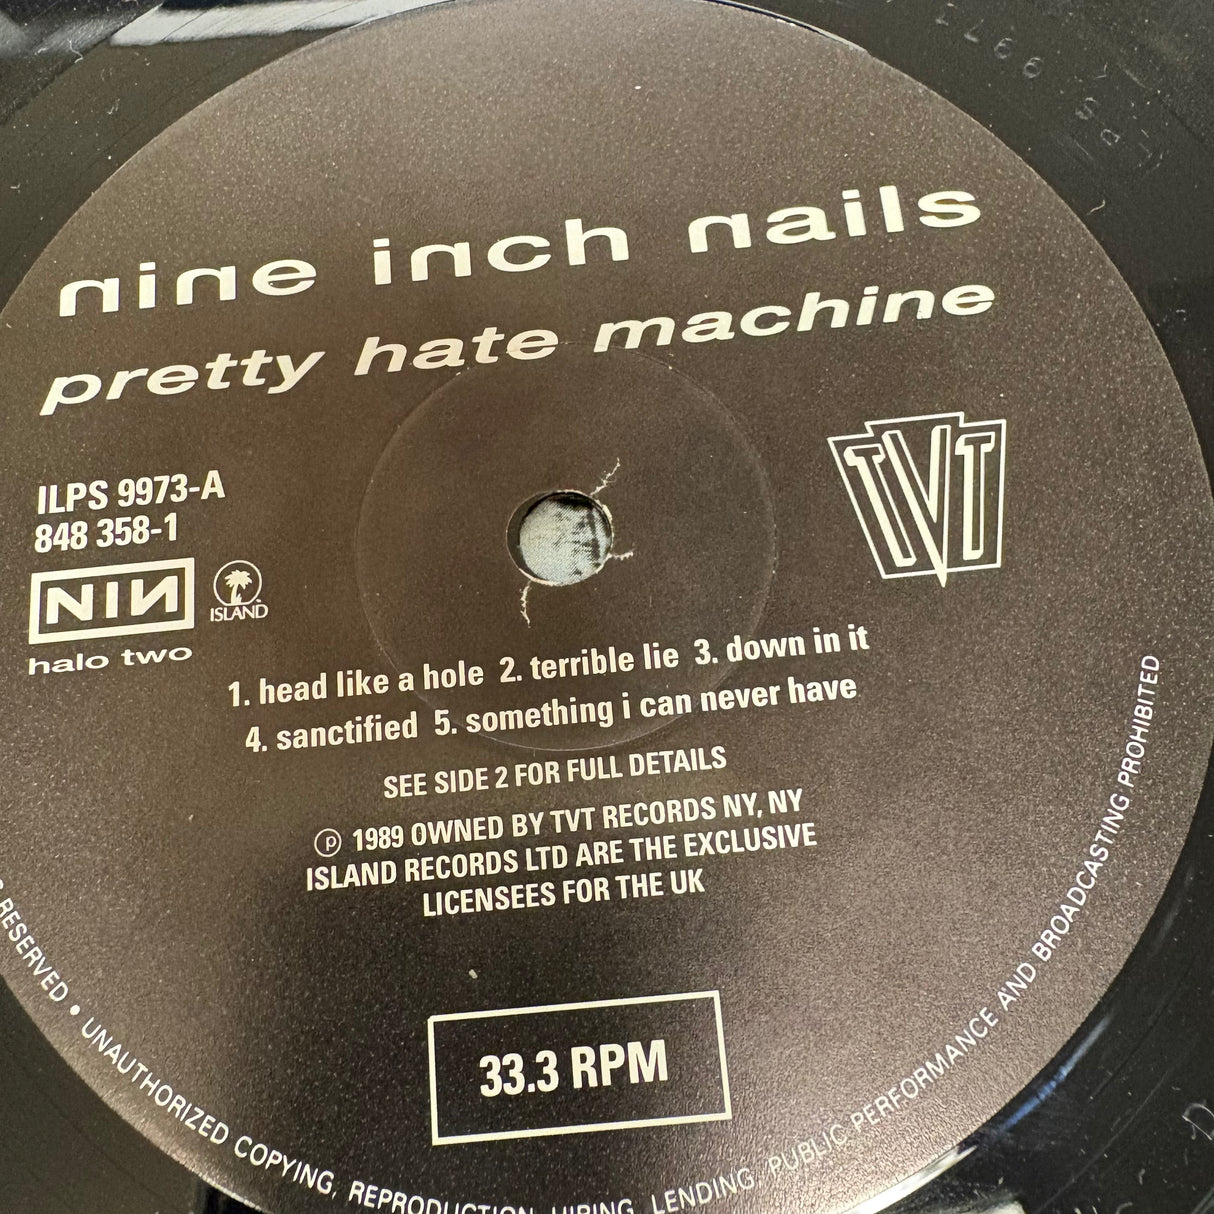 nine inch nails
pretty hate machine
ILPS 9973-A
848 358-1
NIN
halo two
ISLAND
TVT
1. head like a hole 2. terrible lie 3. down in it
4. sanctified 5. something i can never have
SEE SIDE 2 FOR FULL DETAILS
℗ 1989 OWNED BY TVT RECORDS NY, NY
ISLAND RECORDS LTD ARE THE EXCLUSIVE
LICENSEES FOR THE UK
33.3 RPM
RESERVED • UNAUTHORIZED COPYING, REPRODUCTION, HIRING, LENDING, PUBLIC PERFORMANCE AND BROADCASTING PROHIBITED